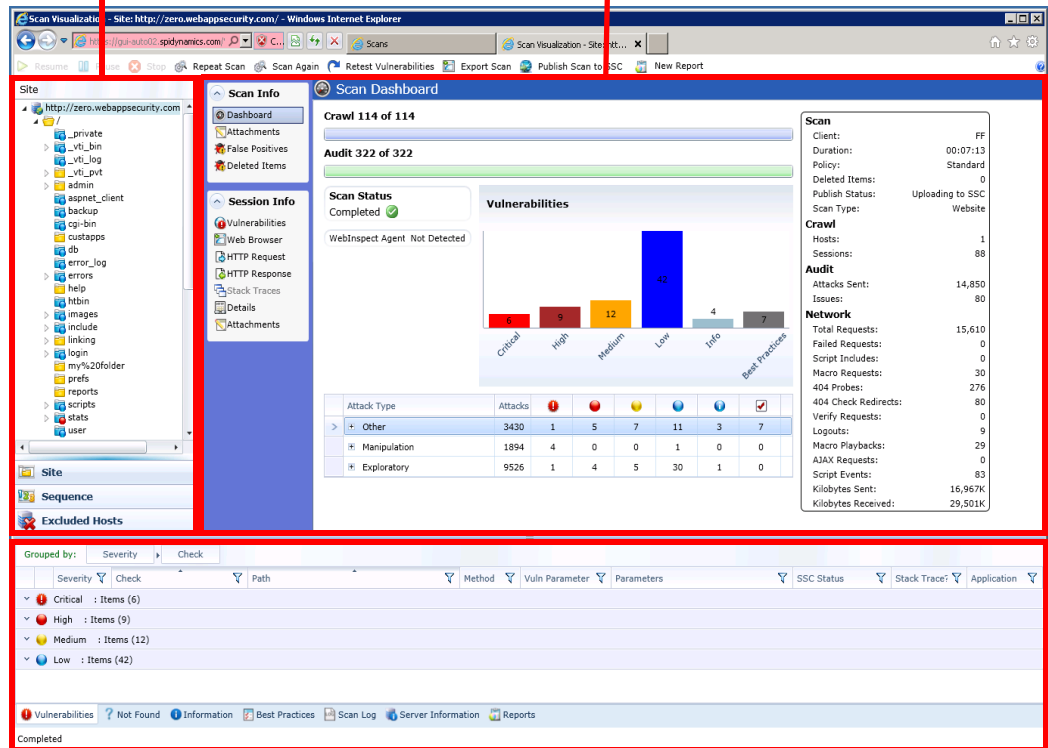 Scan Visualization - Site: http://zero.webappsecurity.com/ - Windows Internet Explorer
https://gui-auto02.spidynamics.com/
C...
Scans
Scan Visualization - Site: htt...
Resume
Pause
Stop
Repeat Scan
Scan Again
Retest Vulnerabilities
Export Scan
Publish Scan to SSC
New Report
Site
http://zero.webappsecurity.com
/
_private
_vti_bin
_vti_log
_vti_pvt
admin
aspnet_client
backup
cgi-bin
custapps
db
error_log
errors
help
htbin
images
include
linking
login
my%20folder
prefs
reports
scripts
stats
user
Site
Sequence
Excluded Hosts
Scan Info
Dashboard
Attachments
False Positives
Deleted Items
Session Info
Vulnerabilities
Web Browser
HTTP Request
HTTP Response
Stack Traces
Details
Attachments
Scan Dashboard
Crawl 114 of 114
Audit 322 of 322
Scan Status
Completed
WebInspect Agent Not Detected
Vulnerabilities
6 9 12 42 4 7
Critical High Medium Low Info Best Practices
Attack Type Attacks
Other 3430 1 5 7 11 3 7
Manipulation 1894 4 0 0 1 0 0
Exploratory 9526 1 4 5 30 1 0
Scan
Client: FF
Duration: 00:07:13
Policy: Standard
Deleted Items: 0
Publish Status: Uploading to SSC
Scan Type: Website
Crawl
Hosts: 1
Sessions: 88
Audit
Attacks Sent: 14,850
Issues: 80
Network
Total Requests: 15,610
Failed Requests: 0
Script Includes: 0
Macro Requests: 30
404 Probes: 276
404 Check Redirects: 80
Verify Requests: 0
Logouts: 9
Macro Playbacks: 29
AJAX Requests: 0
Script Events: 83
Kilobytes Sent: 16,967K
Kilobytes Received: 29,501K
Grouped by: Severity Check
Severity Check Path Method Vuln Parameter Parameters SSC Status Stack Trace? Application
Critical : Items (6)
High : Items (9)
Medium : Items (12)
Low : Items (42)
Vulnerabilities
Not Found
Information
Best Practices
Scan Log
Server Information
Reports
Completed